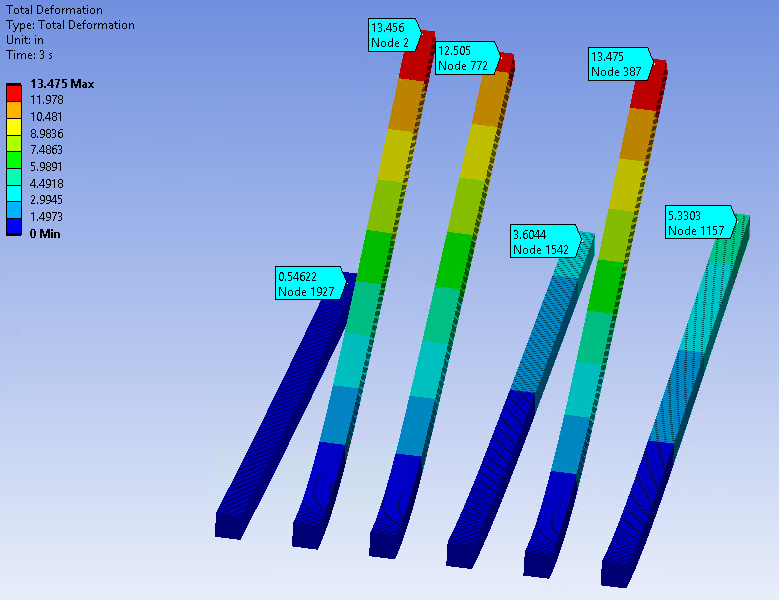 Total Deformation
Type: Total Deformation
Unit: in
Time: 3 s
13.475 Max
11.978
10.481
8.9836
7.4863
5.9891
4.4918
2.9945
1.4973
0 Min
13.456
Node 2
12.505
Node 772
13.475
Node 387
5.3303
Node 1157
3.6044
Node 1542
0.54622
Node 1927